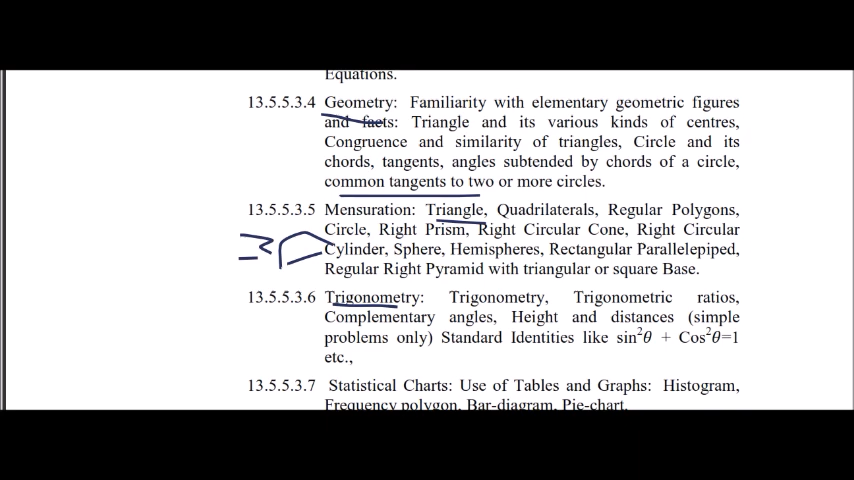 Equations.
13.5.5.3.4 Geometry: Familiarity with elementary geometric figures
and facts: Triangle and its various kinds of centres,
Congruence and similarity of triangles, Circle and its
chords, tangents, angles subtended by chords of a circle,
common tangents to two or more circles.
13.5.5.3.5 Mensuration: Triangle, Quadrilaterals, Regular Polygons,
Circle, Right Prism, Right Circular Cone, Right Circular
Cylinder, Sphere, Hemispheres, Rectangular Parallelepiped,
Regular Right Pyramid with triangular or square Base.
13.5.5.3.6 Trigonometry: Trigonometry, Trigonometric ratios,
Complementary angles, Height and distances (simple
problems only) Standard Identities like sin²θ + Cos²θ=1
etc.,
13.5.5.3.7 Statistical Charts: Use of Tables and Graphs: Histogram,
Frequency polygon, Bar-diagram, Pie-chart.